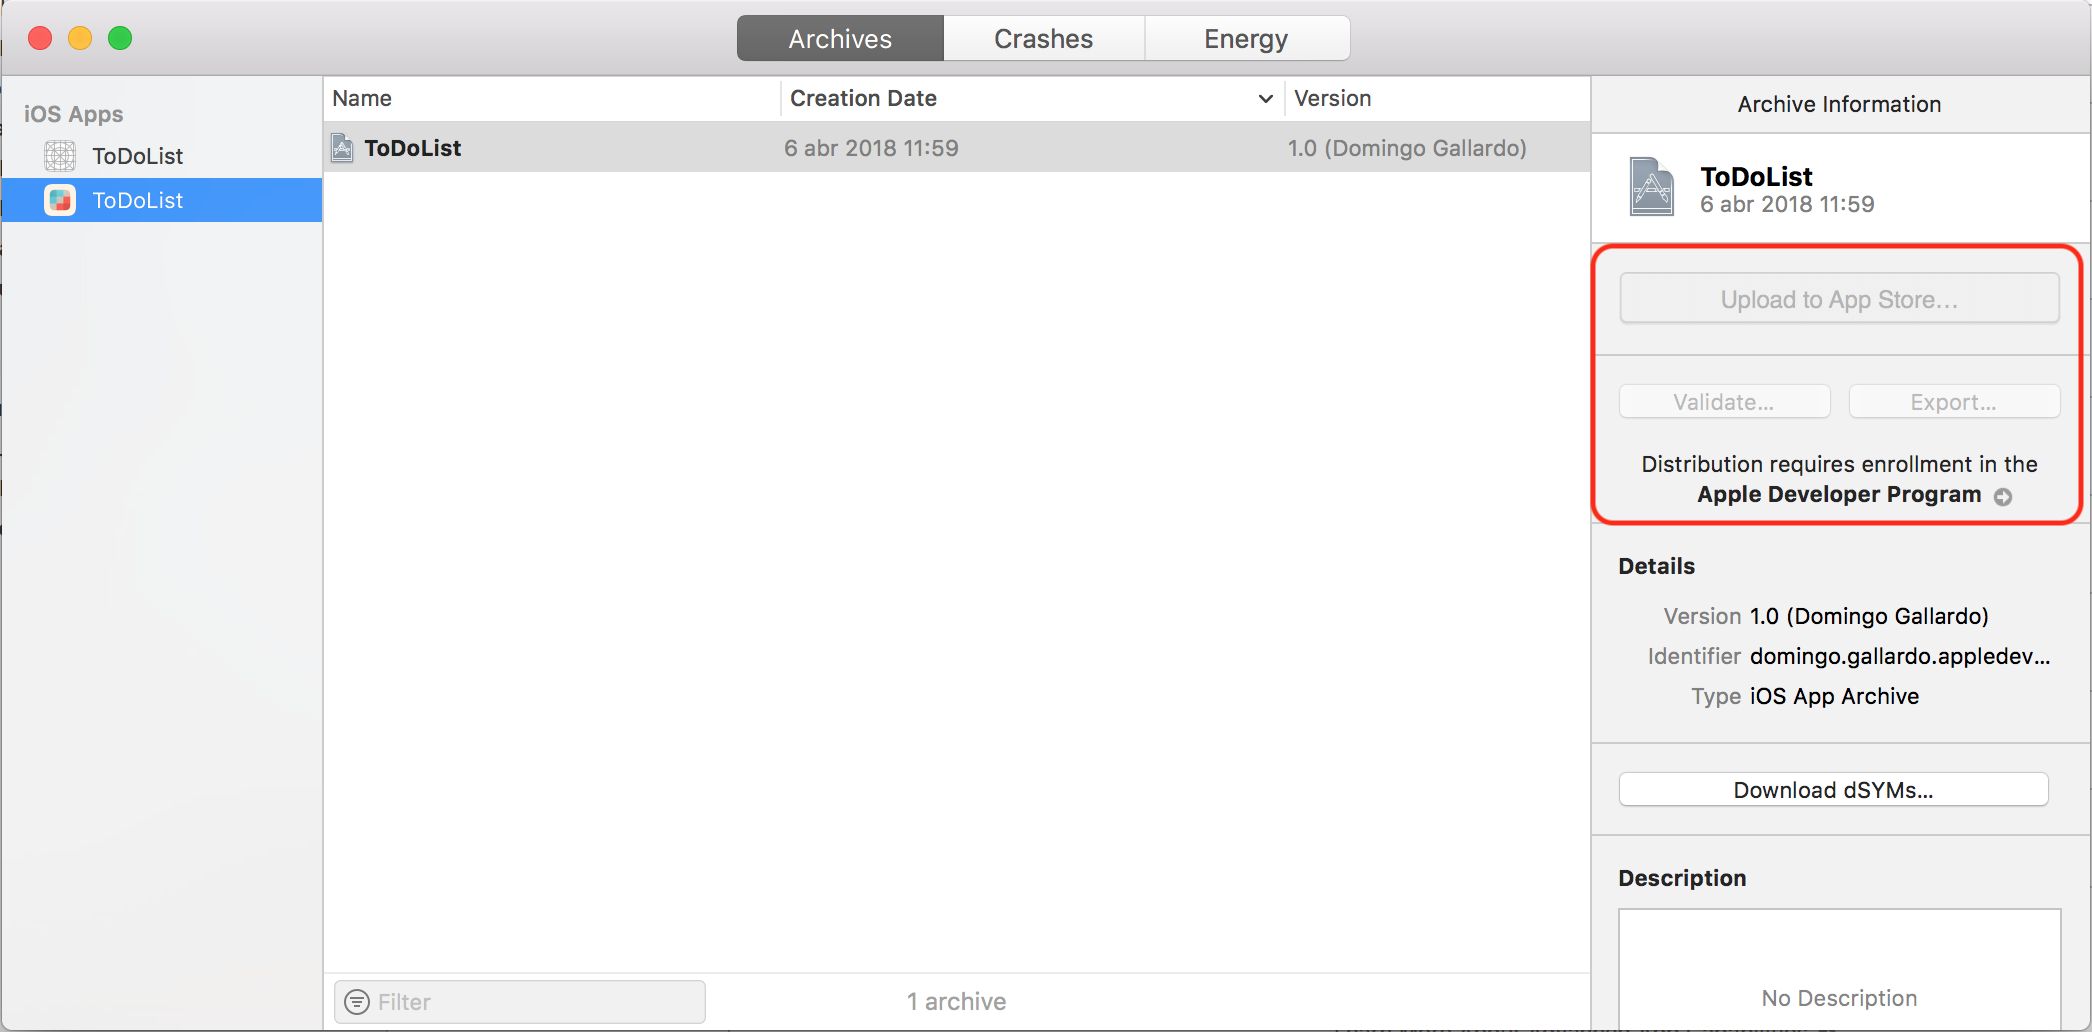 Archives
Crashes
Energy
iOS Apps
ToDoList
ToDoList
Name
Creation Date
Version
ToDoList
6 abr 2018 11:59
1.0 (Domingo Gallardo)
Filter
1 archive
Archive Information
ToDoList
6 abr 2018 11:59
Upload to App Store...
Validate...
Export...
Distribution requires enrollment in the
Apple Developer Program
Details
Version 1.0 (Domingo Gallardo)
Identifier domingo.gallardo.appledev...
Type iOS App Archive
Download dSYMs...
Description
No Description